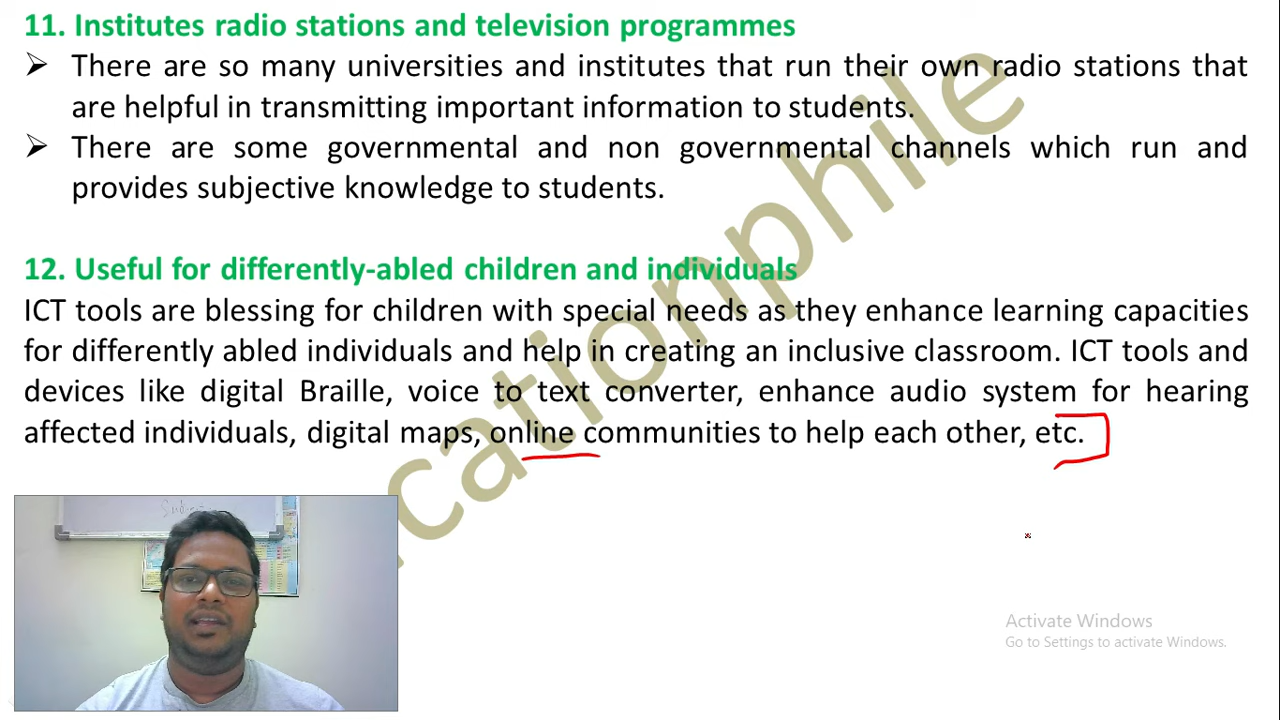 11. Institutes radio stations and television programmes
➢ There are so many universities and institutes that run their own radio stations that
are helpful in transmitting important information to students.
➢ There are some governmental and non governmental channels which run and
provides subjective knowledge to students.
12. Useful for differently-abled children and individuals
ICT tools are blessing for children with special needs as they enhance learning capacities
for differently abled individuals and help in creating an inclusive classroom. ICT tools and
devices like digital Braille, voice to text converter, enhance audio system for hearing
affected individuals, digital maps, online communities to help each other, etc.
cationphile
Activate Windows
Go to Settings to activate Windows.